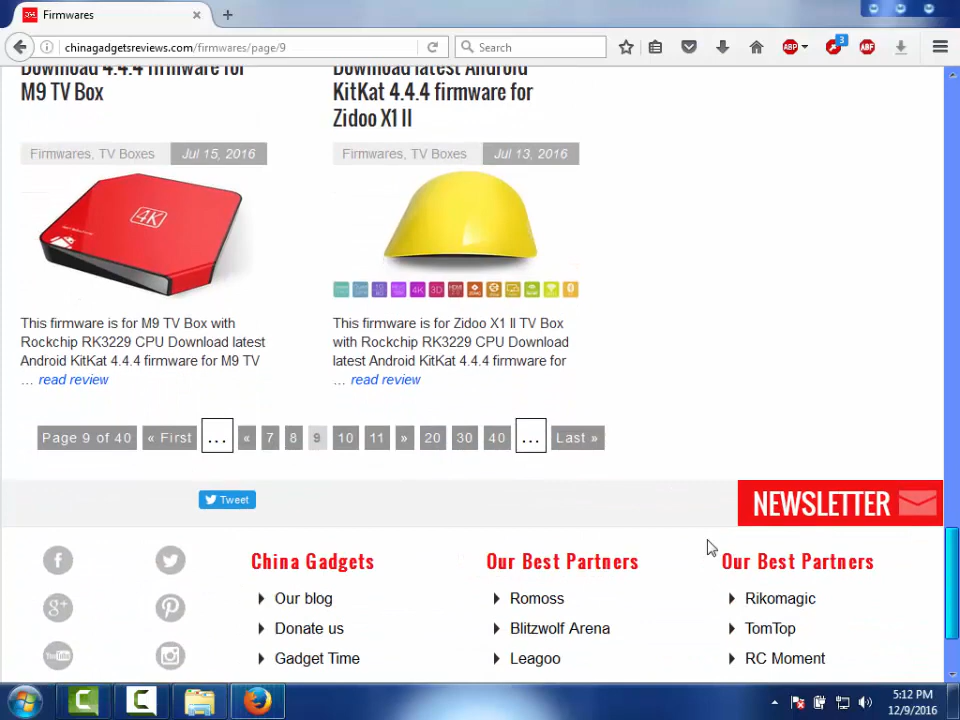 Firmwares
chinagadgetsreviews.com/firmwares/page/9
Search
ABP
3
ABF
Download 4.4.4 firmware for
M9 TV Box
Firmwares, TV Boxes
Jul 15, 2016
4K
This firmware is for M9 TV Box with
Rockchip RK3229 CPU Download latest
Android KitKat 4.4.4 firmware for M9 TV
… read review
Download latest Android
KitKat 4.4.4 firmware for
Zidoo X1 II
Firmwares, TV Boxes
Jul 13, 2016
4K
3D
This firmware is for Zidoo X1 II TV Box
with Rockchip RK3229 CPU Download
latest Android KitKat 4.4.4 firmware for
… read review
Page 9 of 40 « First ... « 7 8 9 10 11 » 20 30 40 ... Last »
Tweet
NEWSLETTER
China Gadgets
Our blog
Donate us
Gadget Time
Our Best Partners
Romoss
Blitzwolf Arena
Leagoo
Our Best Partners
Rikomagic
TomTop
RC Moment
5:12 PM
12/9/2016